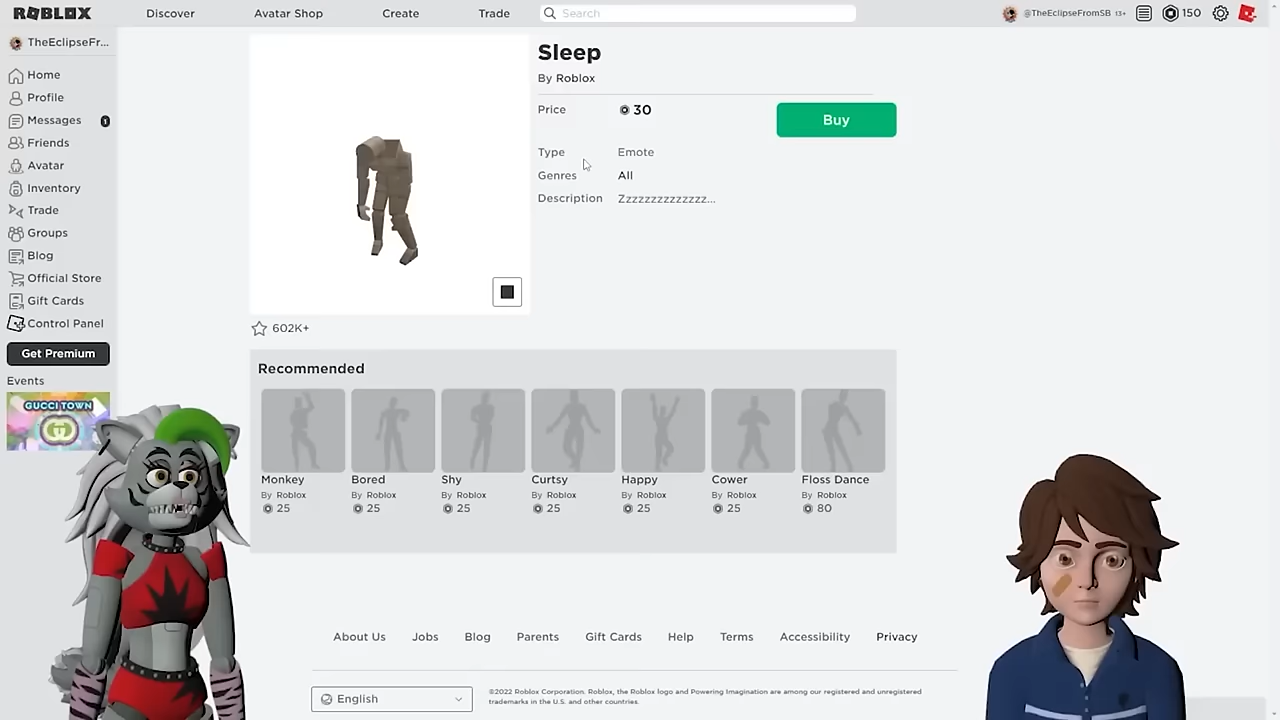 ROBLOX
Discover
Avatar Shop
Create
Trade
Search
@TheEclipseFromSB 13+
150
TheEclipseFr...
Home
Profile
Messages
1
Friends
Avatar
Inventory
Trade
Groups
Blog
Official Store
Gift Cards
Control Panel
Get Premium
Events
GUCCI TOWN
Sleep
By Roblox
Price
30
Buy
Type
Emote
Genres
All
Description
Zzzzzzzzzzzzzz...
602K+
Recommended
Monkey
By Roblox
25
Bored
By Roblox
25
Shy
By Roblox
25
Curtsy
By Roblox
25
Happy
By Roblox
25
Cower
By Roblox
25
Floss Dance
By Roblox
80
About Us
Jobs
Blog
Parents
Gift Cards
Help
Terms
Accessibility
Privacy
English
©2022 Roblox Corporation. Roblox, the Roblox logo and Powering Imagination are among our registered and unregistered
trademarks in the U.S. and other countries.